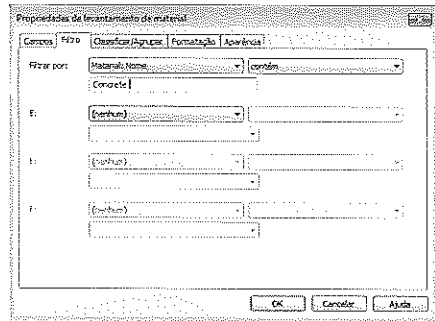 Propriedades de levantamento de material
Campos Filtro Classificar/Agrupar Formatação Aparência
Filtrar por: Material: Nome contém
Concrete
E: (nenhum)
E: (nenhum)
E: (nenhum)
OK Cancelar Ajuda